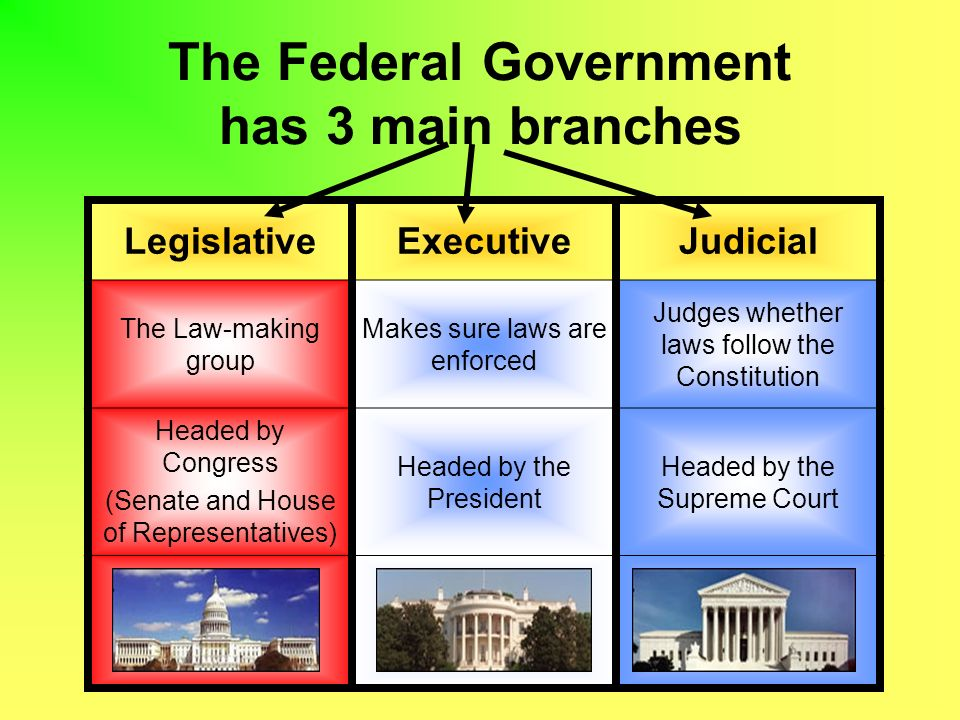 The Federal Government
has 3 main branches
Legislative
Executive
Judicial
The Law-making
group
Makes sure laws are
enforced
Judges whether
laws follow the
Constitution
Headed by
Congress
(Senate and House
of Representatives)
Headed by the
President
Headed by the
Supreme Court